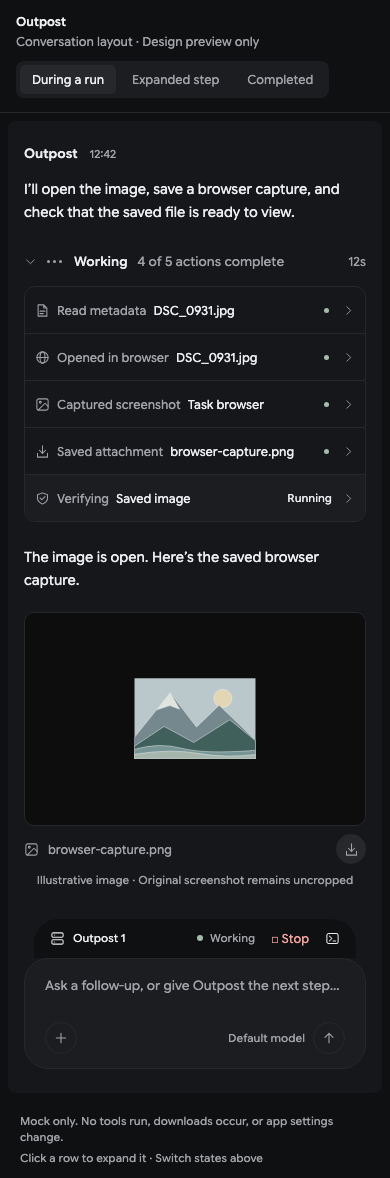 Outpost
Conversation layout · Design preview only
During a run Expanded step Completed
Outpost 12:42
I’ll open the image, save a browser capture, and
check that the saved file is ready to view.
Working 4 of 5 actions complete 12s
Read metadata DSC_0931.jpg
Opened in browser DSC_0931.jpg
Captured screenshot Task browser
Saved attachment browser-capture.png
Verifying Saved image Running
The image is open. Here’s the saved browser
capture.
browser-capture.png
Illustrative image · Original screenshot remains uncropped
Outpost 1 Working Stop
Ask a follow-up, or give Outpost the next step...
Default model
Mock only. No tools run, downloads occur, or app settings
change.
Click a row to expand it · Switch states above